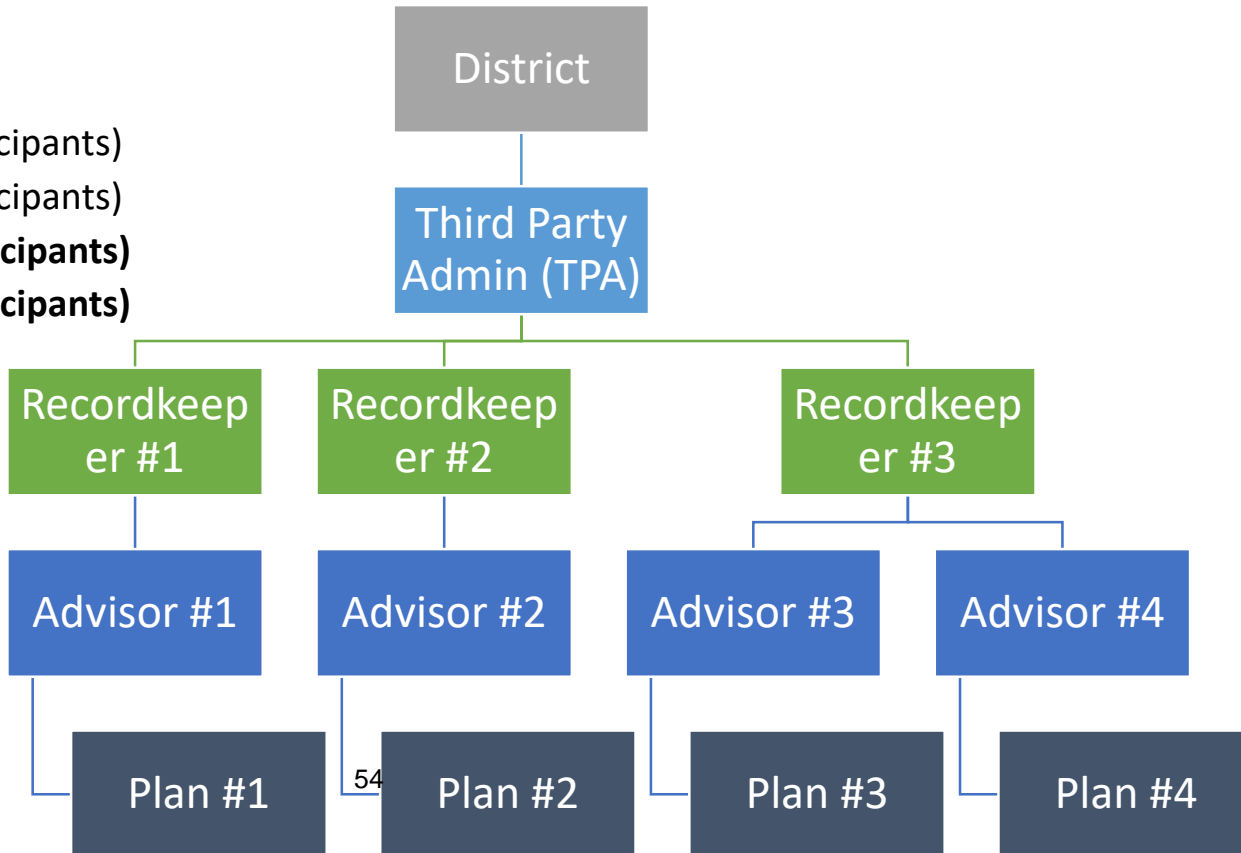 District
cipants)
cipants)
cipants)
cipants)
Third Party
Admin (TPA)
Recordkeep
er #1
Recordkeep
er #2
Recordkeep
er #3
Advisor #1
Advisor #2
Advisor #3
Advisor #4
Plan #1
54
Plan #2
Plan #3
Plan #4